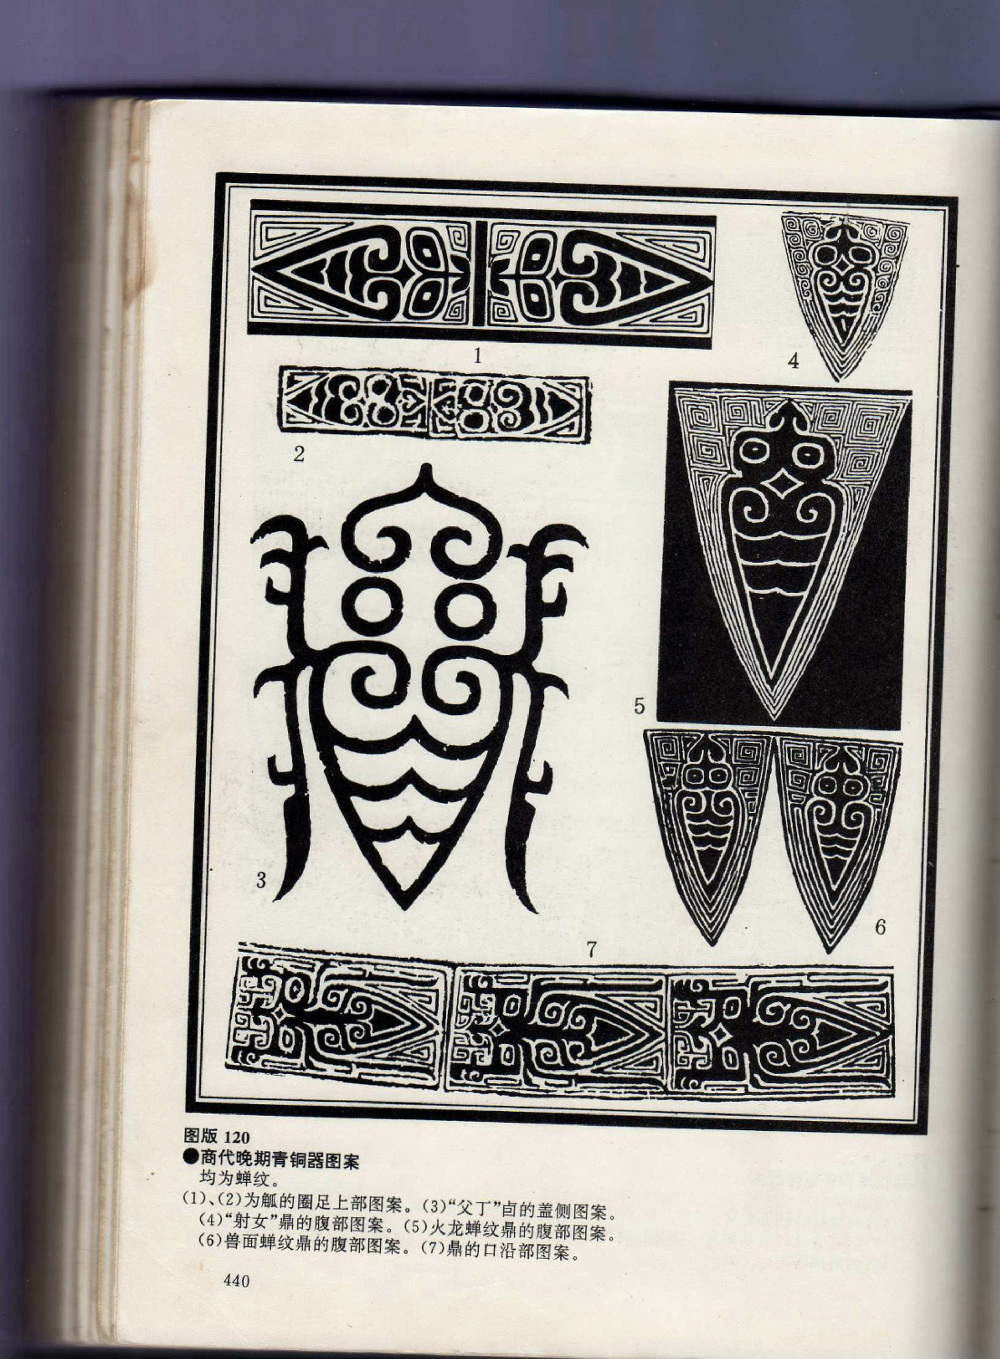 1
4
2
5
3
6
7
图版 120
●商代晚期青铜器图案
均为蝉纹。
(1)、(2)为觚的圈足上部图案。(3)“父丁”卣的盖侧图案。
(4)“射女”鼎的腹部图案。(5)火龙蝉纹鼎的腹部图案。
(6)兽面蝉纹鼎的腹部图案。(7)鼎的口沿部图案。
440